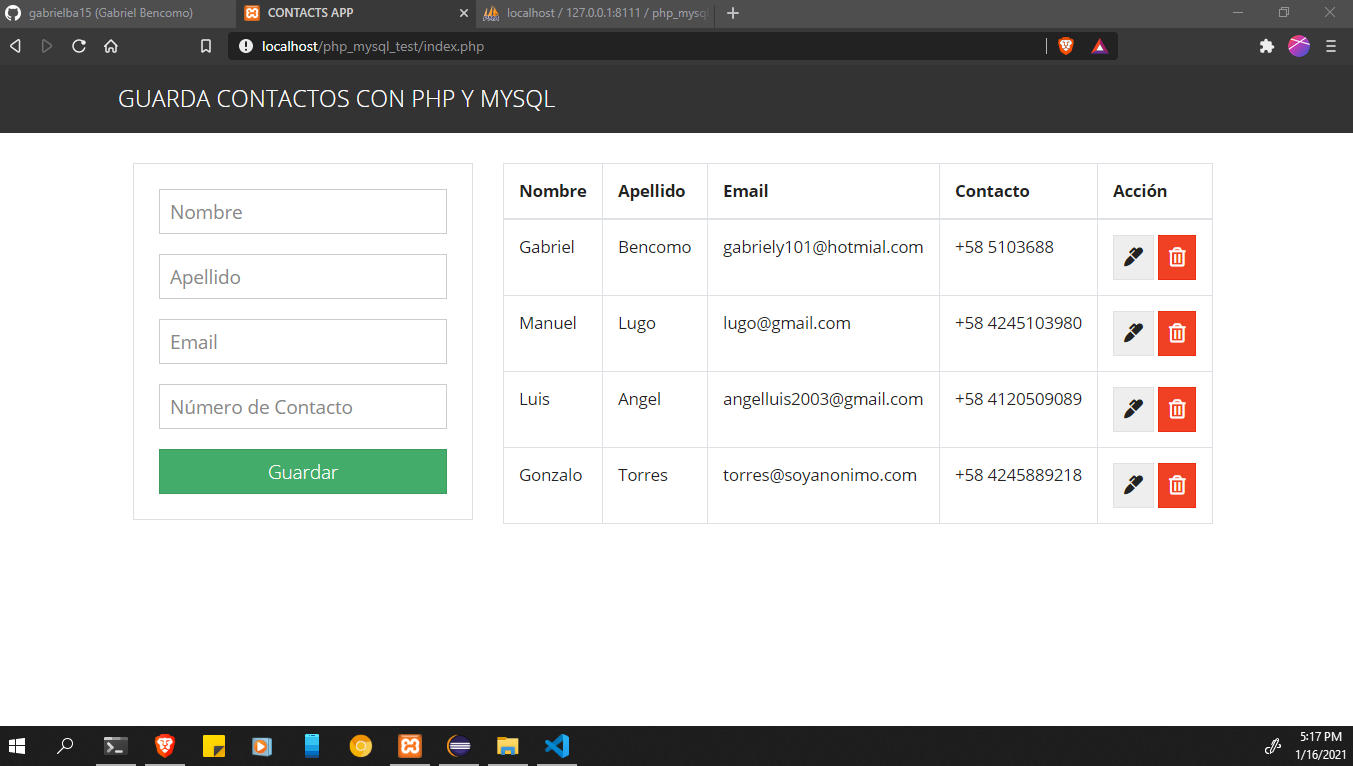 gabrielba15 (Gabriel Bencomo)
CONTACTS APP
localhost / 127.0.0.1:8111 / php_mysql
localhost/php_mysql_test/index.php
GUARDA CONTACTOS CON PHP Y MYSQL
Nombre
Apellido
Email
Número de Contacto
Guardar
Nombre Apellido Email Contacto Acción
Gabriel Bencomo gabriely101@hotmial.com +58 5103688
Manuel Lugo lugo@gmail.com +58 4245103980
Luis Angel angelluis2003@gmail.com +58 4120509089
Gonzalo Torres torres@soyanonimo.com +58 4245889218
5:17 PM
1/16/2021